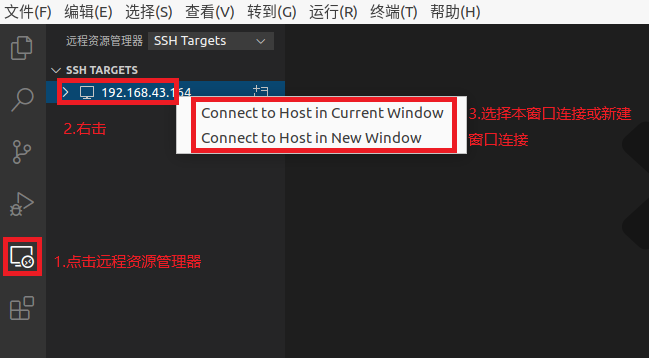 文件(F) 编辑(E) 选择(S) 查看(V) 转到(G) 运行(R) 终端(T) 帮助(H)
远程资源管理器 SSH Targets
SSH TARGETS
192.168.43.164
Connect to Host in Current Window
Connect to Host in New Window
2.右击
3.选择本窗口连接或新建
窗口连接
1.点击远程资源管理器